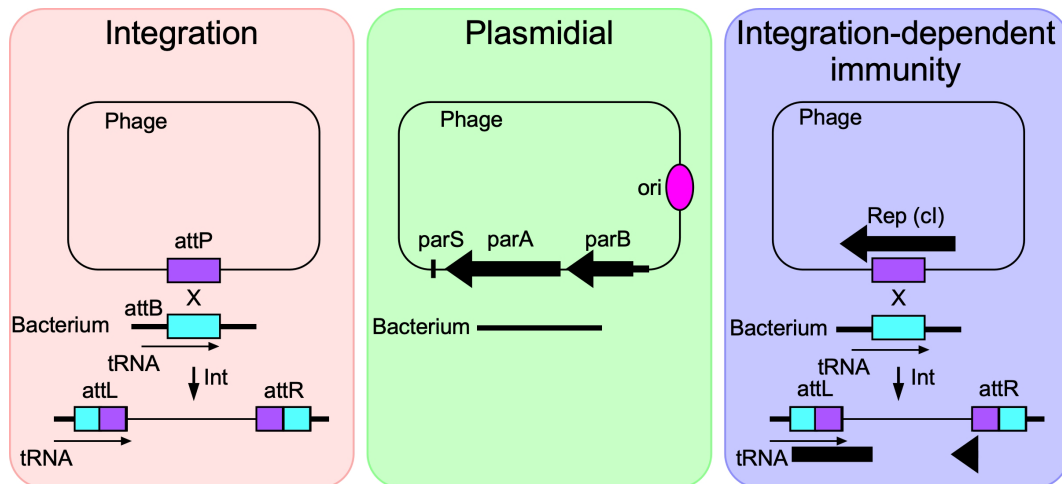 Integration
Phage
attP
X
attB
Bacterium
tRNA
Int
attL
attR
tRNA
Plasmidial
Phage
ori
parS
parA
parB
Bacterium
Integration-dependent
immunity
Phage
Rep (cI)
X
Bacterium
tRNA
Int
attL
attR
tRNA